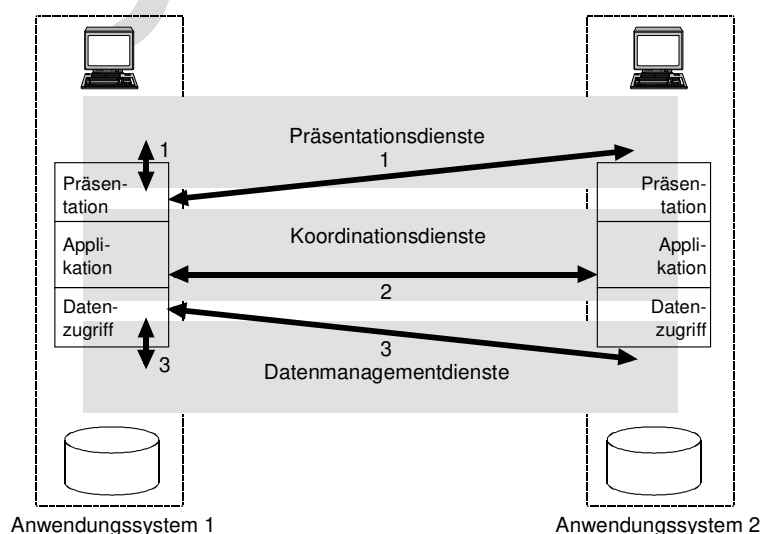 Präsentationsdienste
1
1
Präsen-
tation
Präsen-
tation
Koordinationsdienste
Appli-
kation
Appli-
kation
2
Daten-
zugriff
Daten-
zugriff
3
3
Datenmanagementdienste
Anwendungssystem 1
Anwendungssystem 2